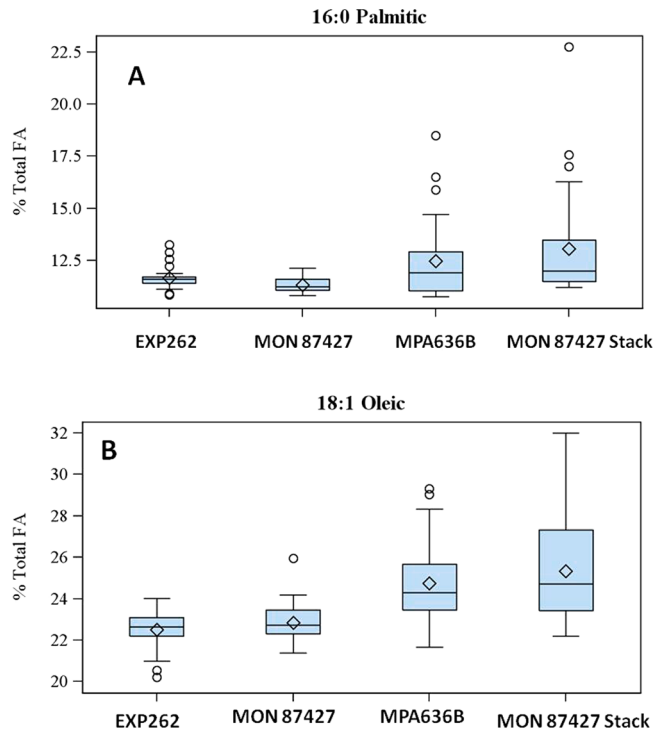 16:0 Palmitic
A
% Total FA
22.5
20.0
17.5
15.0
12.5
EXP262 MON 87427 MPA636B MON 87427 Stack
18:1 Oleic
B
% Total FA
32
30
28
26
24
22
20
EXP262 MON 87427 MPA636B MON 87427 Stack